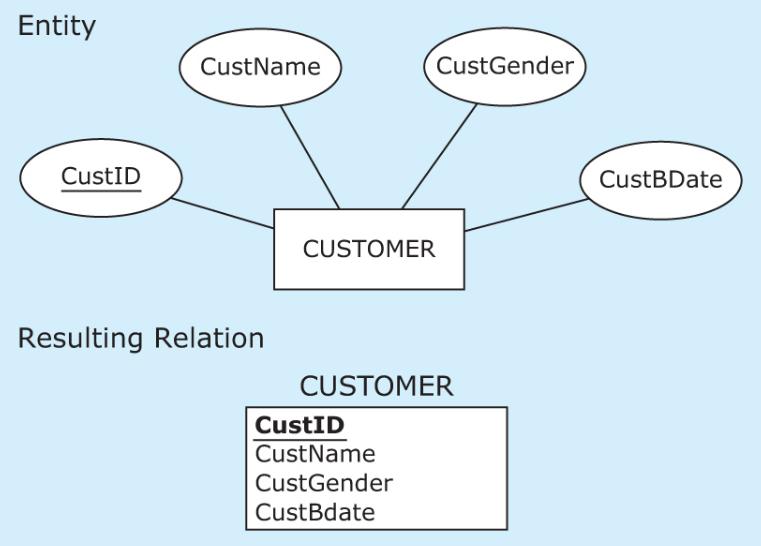 Entity
CustName
CustGender
CustID
CustBDate
CUSTOMER
Resulting Relation
CUSTOMER
CustID
CustName
CustGender
CustBdate